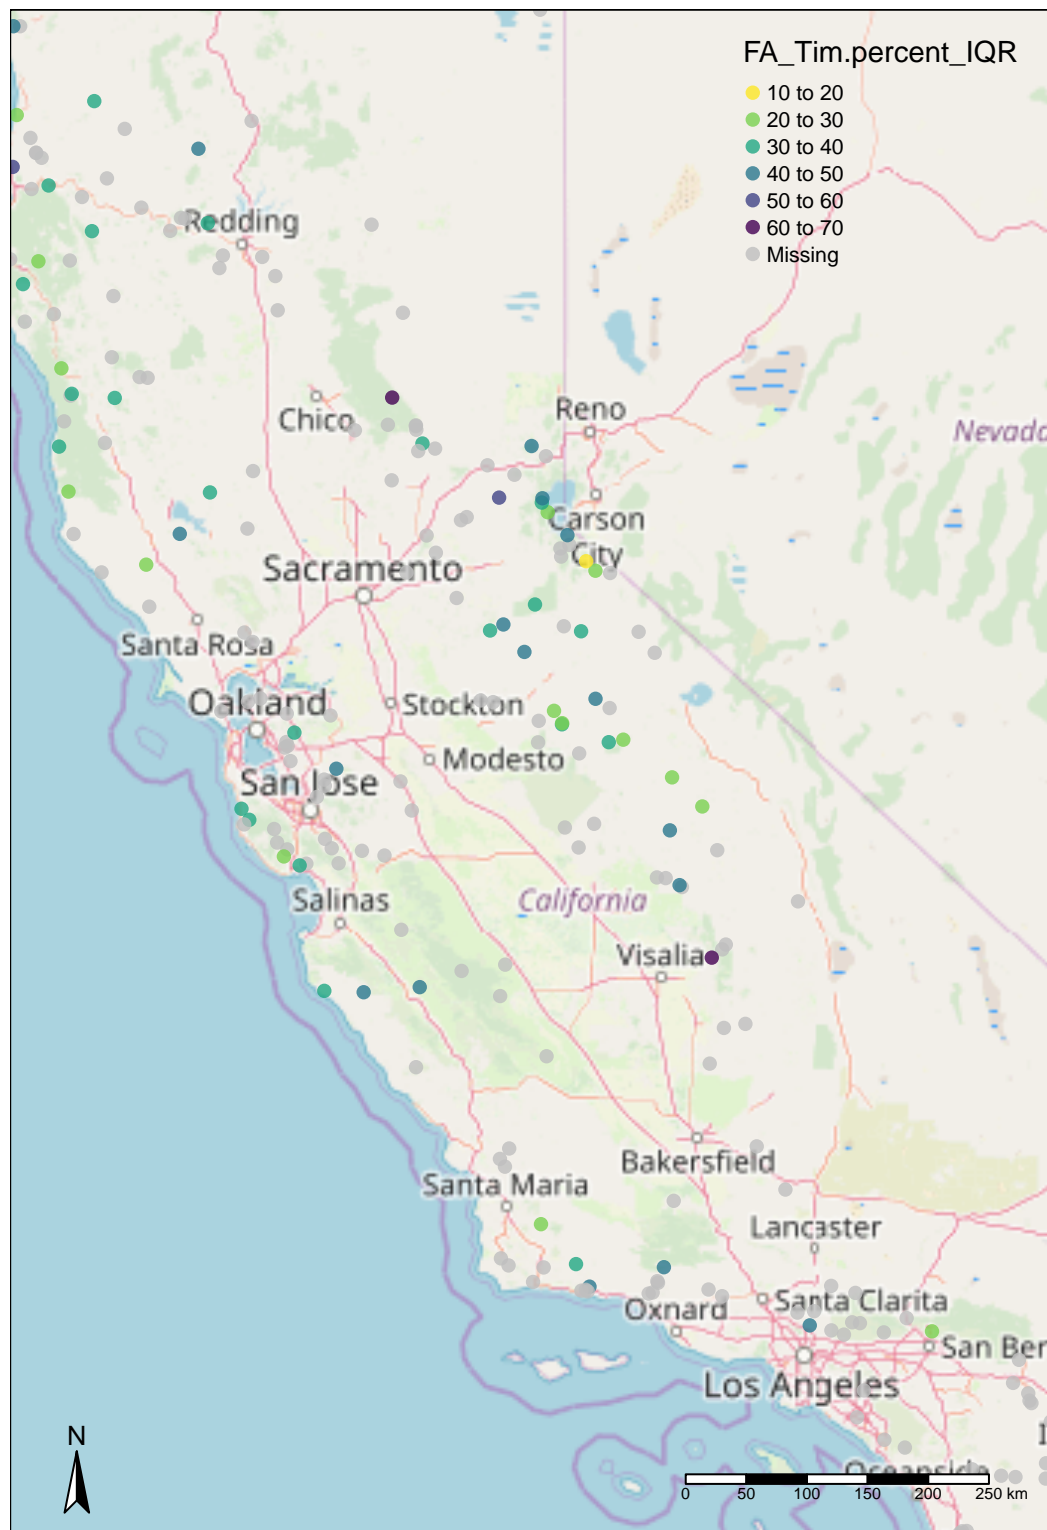 FA_Tim.percent_IQR
10 to 20
20 to 30
30 to 40
40 to 50
50 to 60
60 to 70
Missing
Redding
Chico
Reno
Nevad
Carson
City
Sacramento
Santa Rosa
Oakland
Stockton
Modesto
San Jose
Salinas
California
Visalia
Bakersfield
Santa Maria
Lancaster
Oxnard
Santa Clarita
San Ber
Los Angeles
Oceanside
N
0 50 100 150 200 250 km